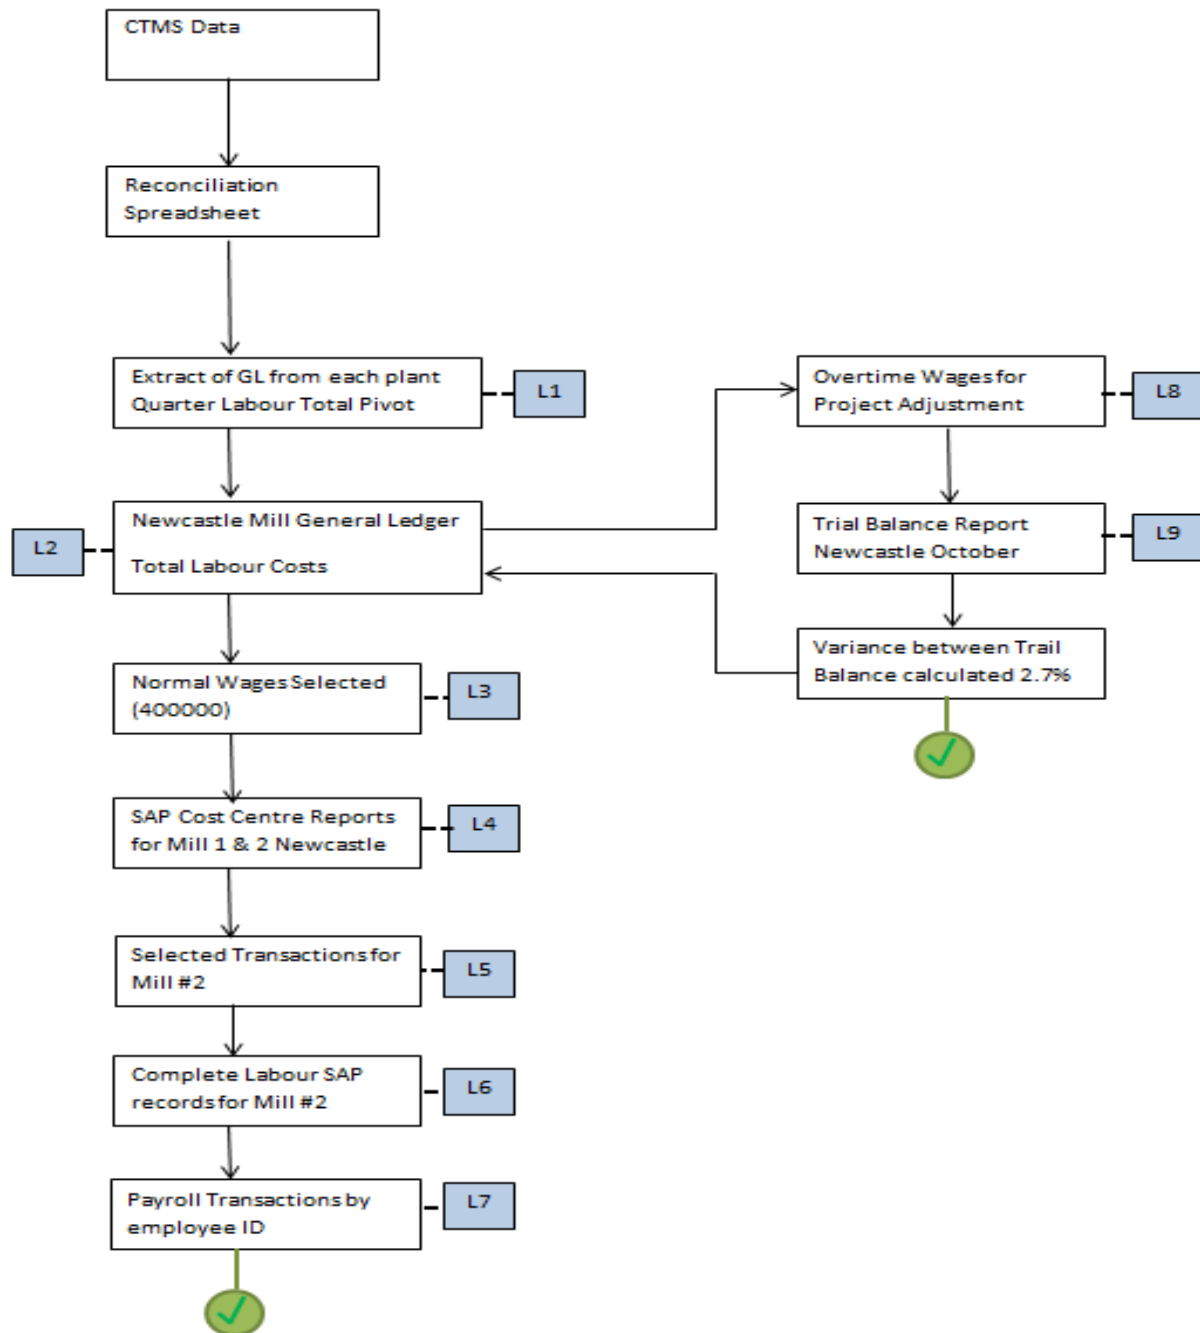 CTMS Data
Reconciliation
Spreadsheet
Extract of GL from each plant
Quarter Labour Total Pivot
L1
Overtime Wages for
Project Adjustment
L8
Newcastle Mill General Ledger
Total Labour Costs
L2
Trial Balance Report
Newcastle October
L9
Variance between Trail
Balance calculated 2.7%
Normal Wages Selected
(400000)
L3
SAP Cost Centre Reports
for Mill 1 & 2 Newcastle
L4
Selected Transactions for
Mill #2
L5
Complete Labour SAP
records for Mill #2
L6
Payroll Transactions by
employee ID
L7